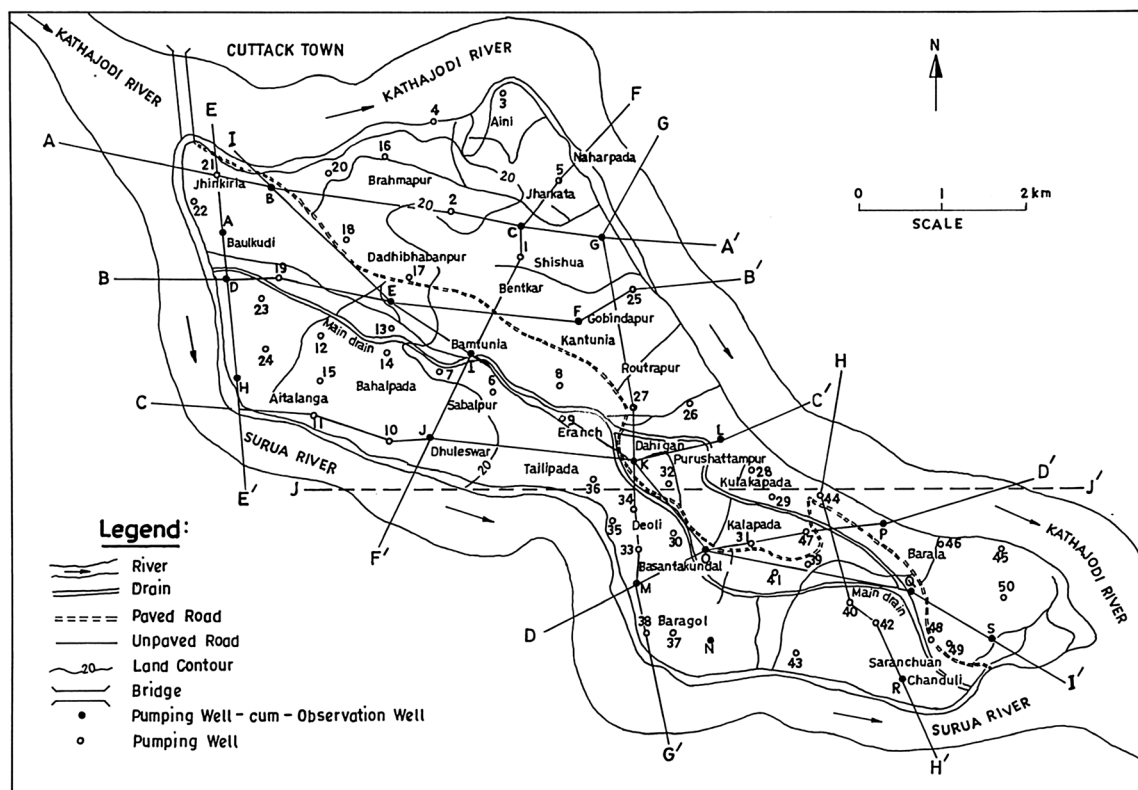 CUTTACK TOWN
KATHAJODI RIVER
KATHAJODI RIVER
N
E
I
F
G
A
4
3
Aini
16
Naharpada
20
20
5
Jharkata
21
Jhinkiria
Brahmapur
B
22
20
2
0
1
2 km
SCALE
A
C
G
A'
18
Baulkudi
1
Dadhibhabanpur
Shishua
B
19
17
Bentkar
B'
D
E
25
23
F
Gobindapur
13
Main drain
12
Kantunia
H
24
14
Bamtunia
I
Routrapur
15
Bahalpada
7
6
8
H
Aitalanga
Sabalpur
27
26
C'
C
11
9
Eranch
10
J
Dhuleswar
Dahigan
L
K
Purushattampur
SURUA RIVER
20
Tailipada
32
28
Kulakapada
D'
E'
J
36
29
44
J'
34
35
Deoli
Kalapada
P
KATHAJODI RIVER
F'
33
30
31
47
Barala
646
45
Basantakundal
O
39
41
Q
50
M
Main drain
D
Baragol
40
42
38
37
N
48
49
S
43
Saranchuan
R
Chanduli
I'
SURUA RIVER
G'
H'
Legend:
River
Drain
Paved Road
Unpaved Road
20
Land Contour
Bridge
Pumping Well-cum-Observation Well
Pumping Well